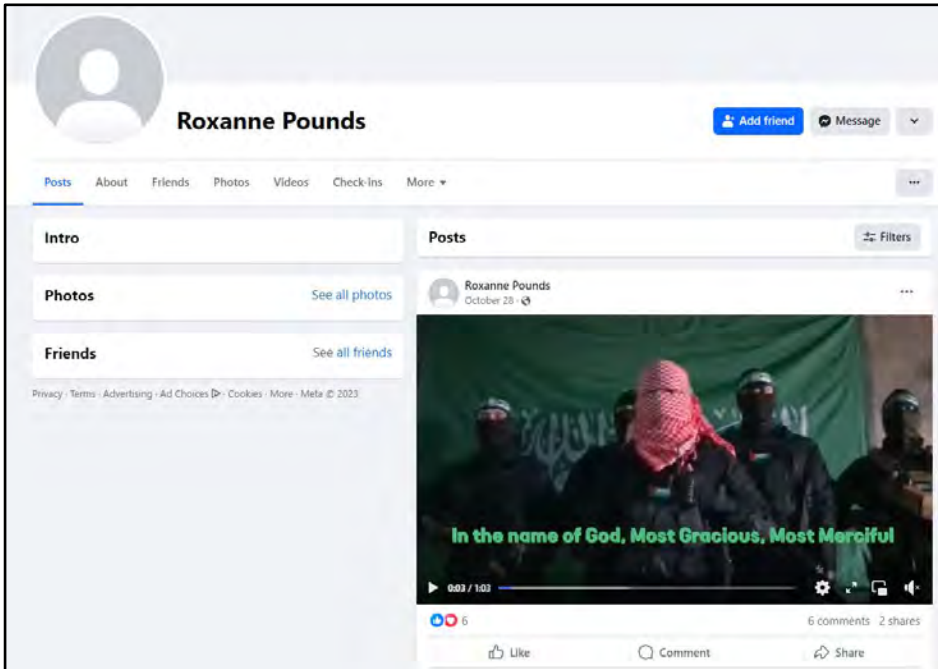 Roxanne Pounds
Add friend
Message
Posts About Friends Photos Videos Check-ins More
Intro
Photos See all photos
Friends See all friends
Privacy · Terms · Advertising · Ad Choices · Cookies · More · Meta © 2023
Posts Filters
Roxanne Pounds
October 28 ·
In the name of God, Most Gracious, Most Merciful
0:03 / 1:03
6
6 comments 2 shares
Like Comment Share